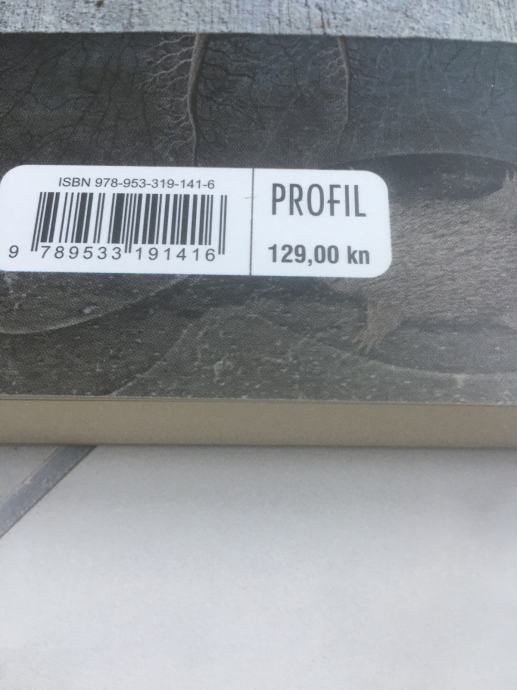 ISBN 978-953-319-141-6
9 789533 191416
PROFIL
129,00 kn